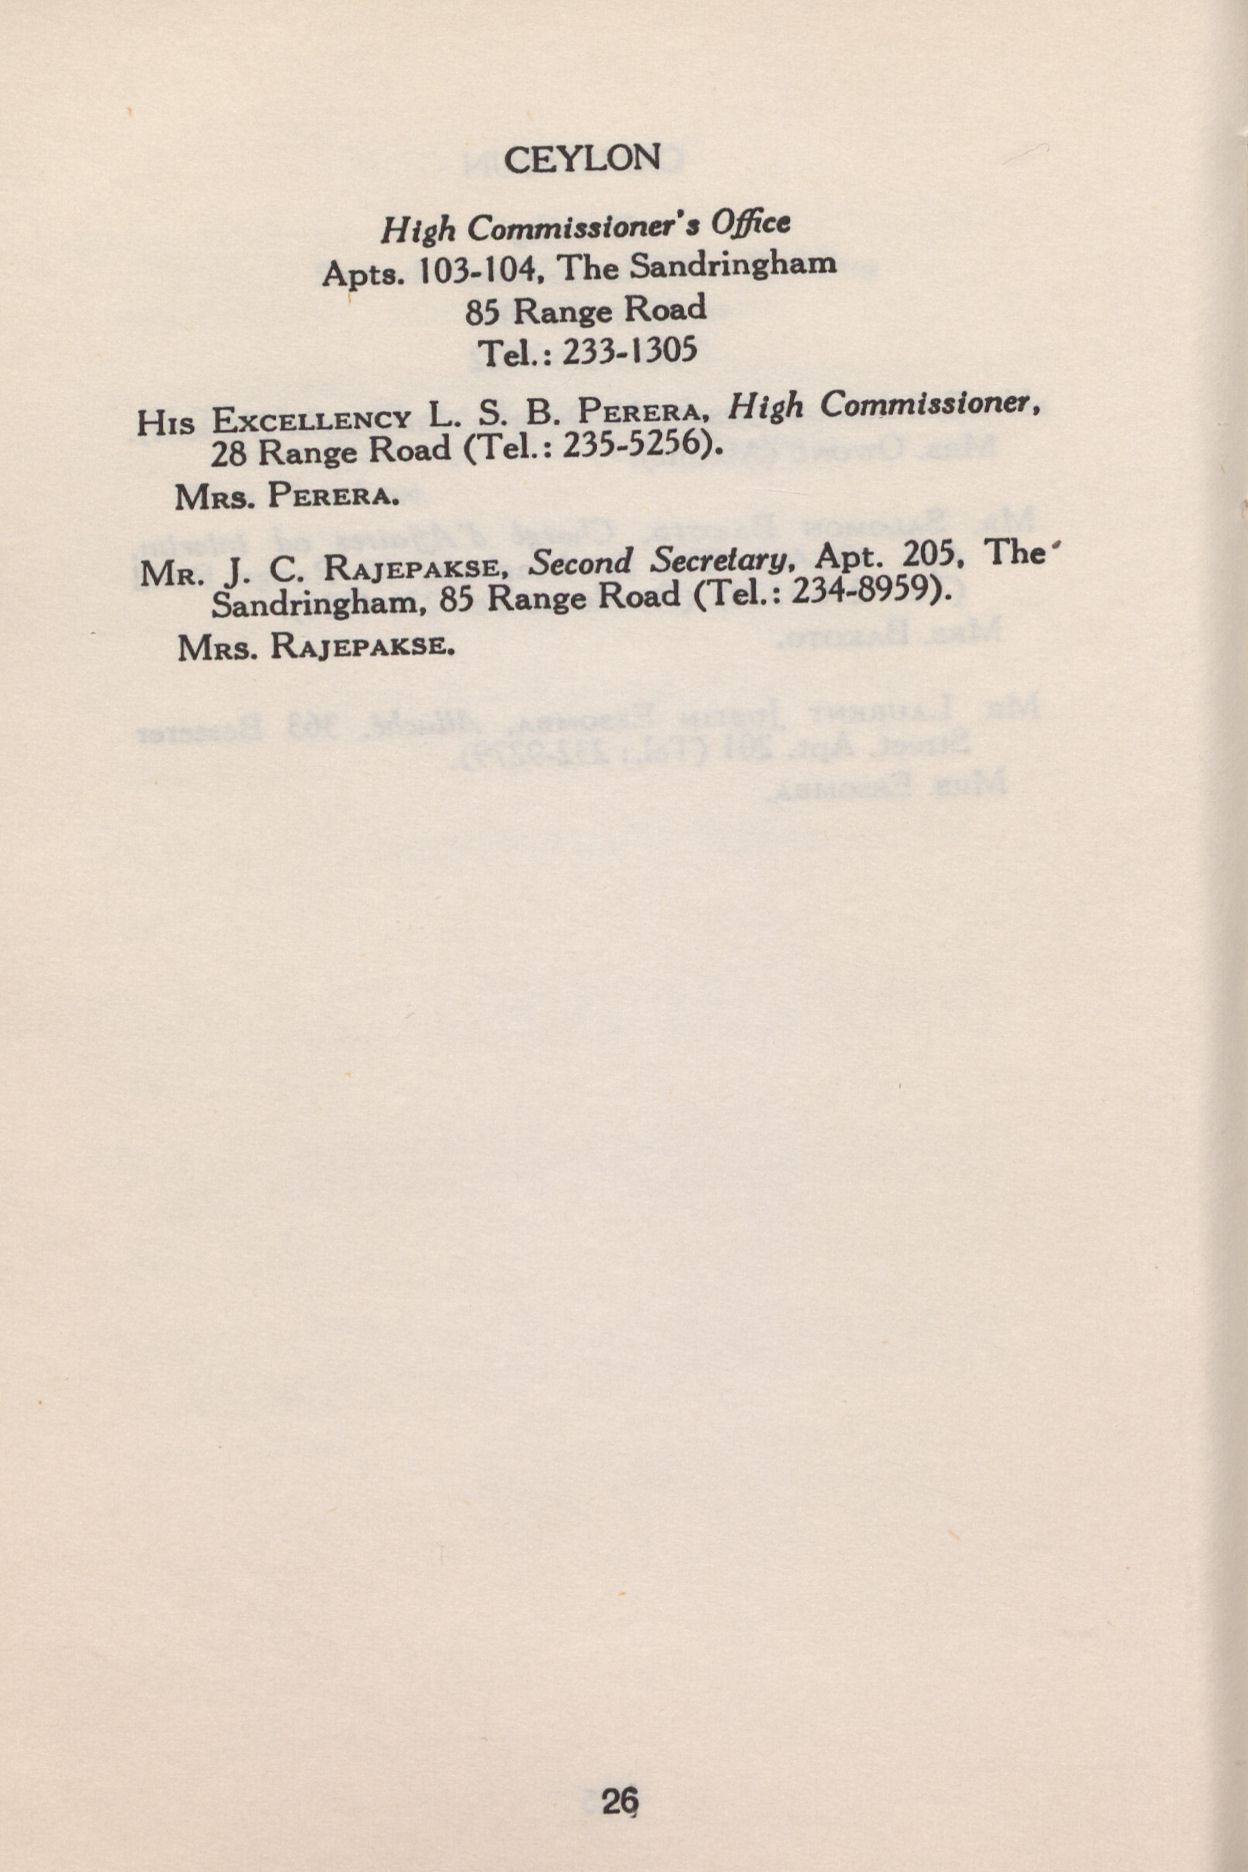 CEYLON
High Commissioner's Office
Apts. 103-104, The Sandringham
85 Range Road
Tel.: 233-1305
His Excellency L. S. B. Perera, High Commissioner,
28 Range Road (Tel.: 235-5256).
Mrs. Perera.
Mr. J. C. Rajepakse, Second Secretary, Apt. 205, The
Sandringham, 85 Range Road (Tel.: 234-8959).
Mrs. Rajepakse.
26